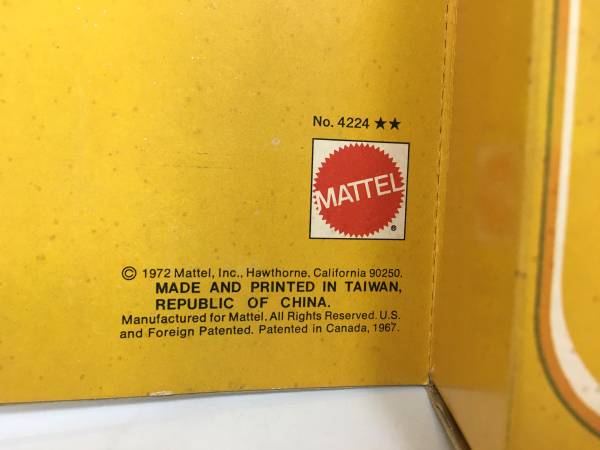 No. 4224 ★★
MATTEL
®
© 1972 Mattel, Inc., Hawthorne. California 90250.
MADE AND PRINTED IN TAIWAN,
REPUBLIC OF CHINA.
Manufactured for Mattel. All Rights Reserved. U.S.
and Foreign Patented. Patented in Canada, 1967.